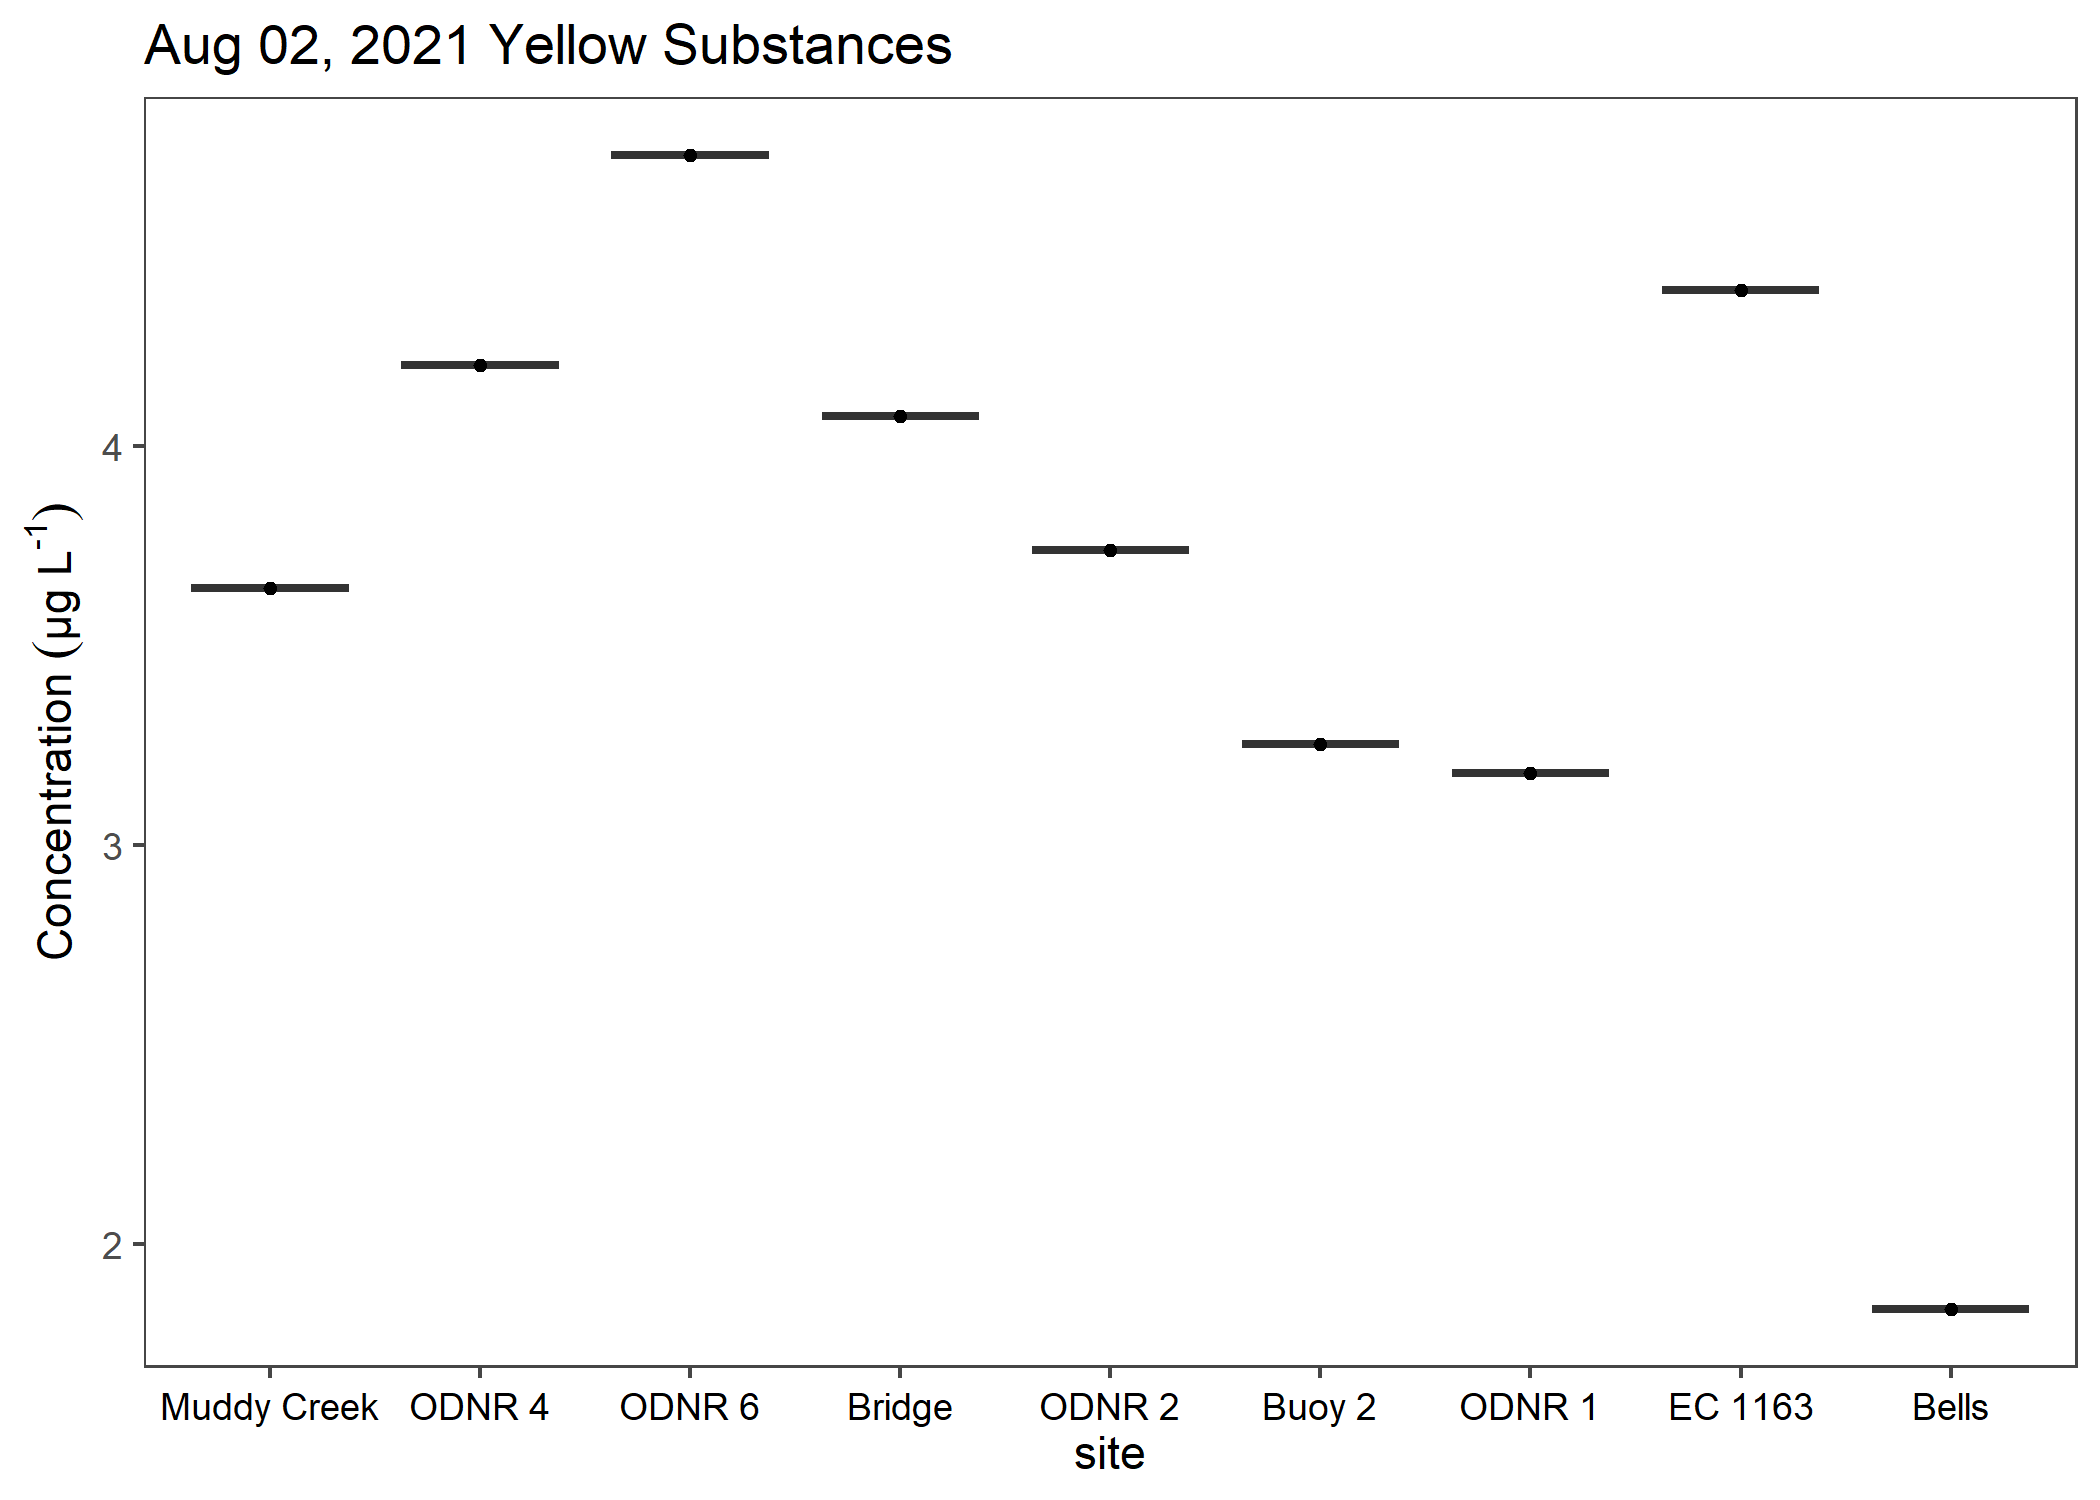 Aug 02, 2021 Yellow Substances
Concentration (µg L⁻¹)
4
3
2
Muddy Creek ODNR 4 ODNR 6 Bridge ODNR 2 Buoy 2 ODNR 1 EC 1163 Bells
site